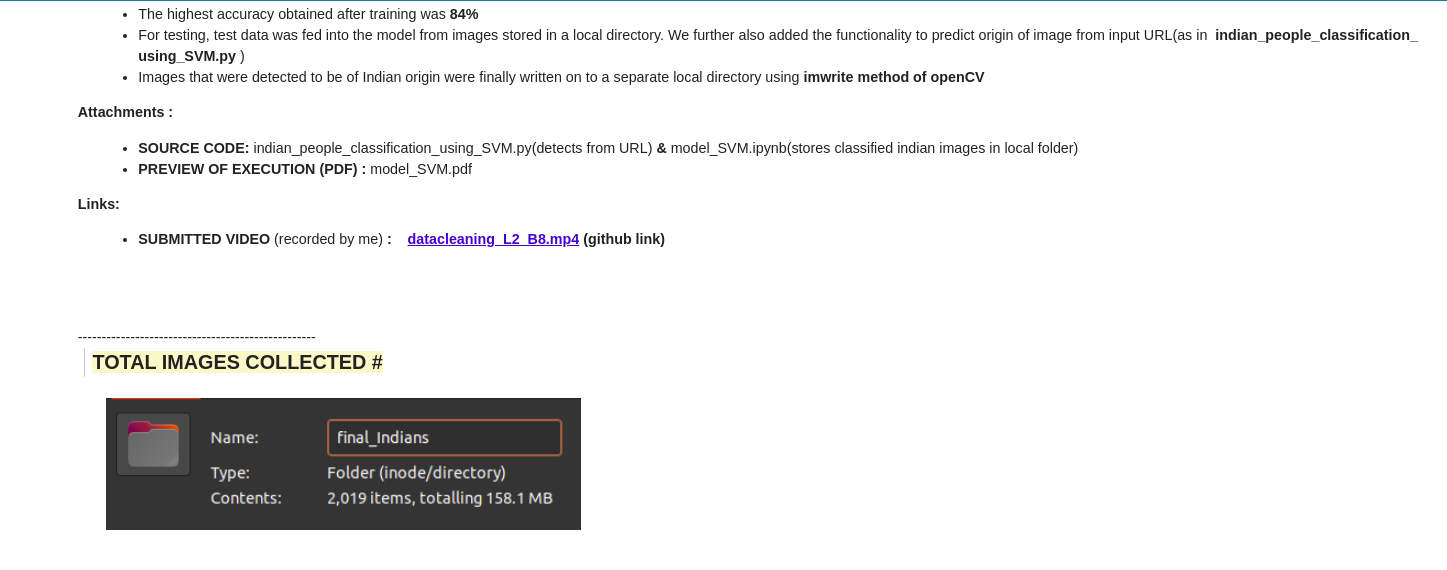 • The highest accuracy obtained after training was 84%
• For testing, test data was fed into the model from images stored in a local directory. We further also added the functionality to predict origin of image from input URL(as in  indian_people_classification_
using_SVM.py )
• Images that were detected to be of Indian origin were finally written on to a separate local directory using imwrite method of openCV
Attachments :
• SOURCE CODE: indian_people_classification_using_SVM.py(detects from URL) & model_SVM.ipynb(stores classified indian images in local folder)
• PREVIEW OF EXECUTION (PDF) : model_SVM.pdf
Links:
• SUBMITTED VIDEO (recorded by me) :    datacleaning_L2_B8.mp4 (github link)
--------------------------------------------------
TOTAL IMAGES COLLECTED #
Name: final_Indians
Type: Folder (inode/directory)
Contents: 2,019 items, totalling 158.1 MB